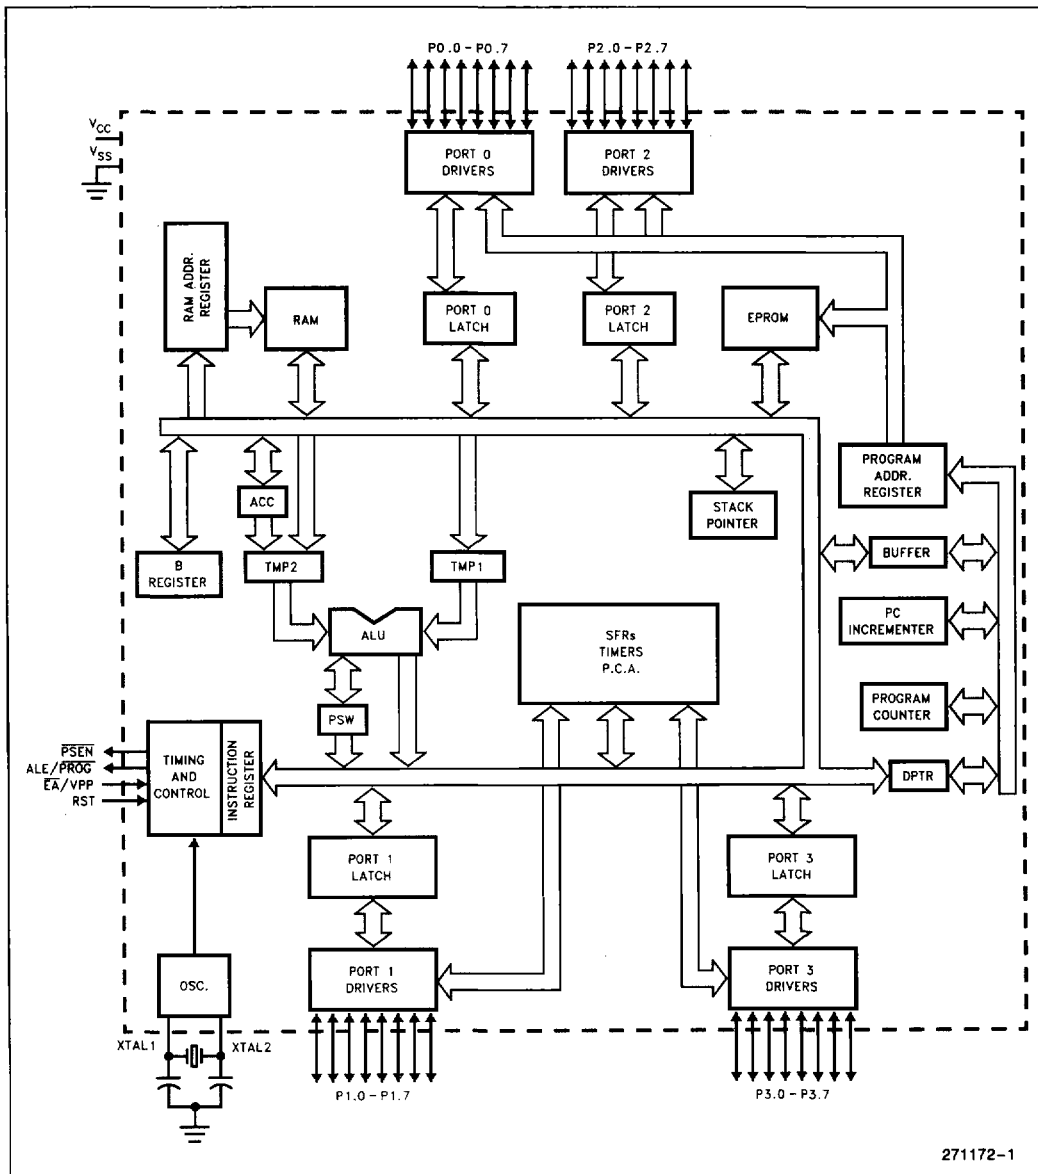 P0.0-P0.7
P2.0-P2.7
VCC
VSS
PORT 0
DRIVERS
PORT 2
DRIVERS
RAM ADDR.
REGISTER
RAM
PORT 0
LATCH
PORT 2
LATCH
EPROM
PROGRAM
ADDR.
REGISTER
ACC
STACK
POINTER
B
REGISTER
TMP2
TMP1
BUFFER
ALU
SFRs
TIMERS
P.C.A.
PC
INCREMENTER
PSW
PROGRAM
COUNTER
PSEN
ALE/PROG
EA/VPP
RST
TIMING
AND
CONTROL
INSTRUCTION
REGISTER
DPTR
PORT 1
LATCH
PORT 3
LATCH
OSC.
PORT 1
DRIVERS
PORT 3
DRIVERS
XTAL1
XTAL2
P1.0-P1.7
P3.0-P3.7
271172-1